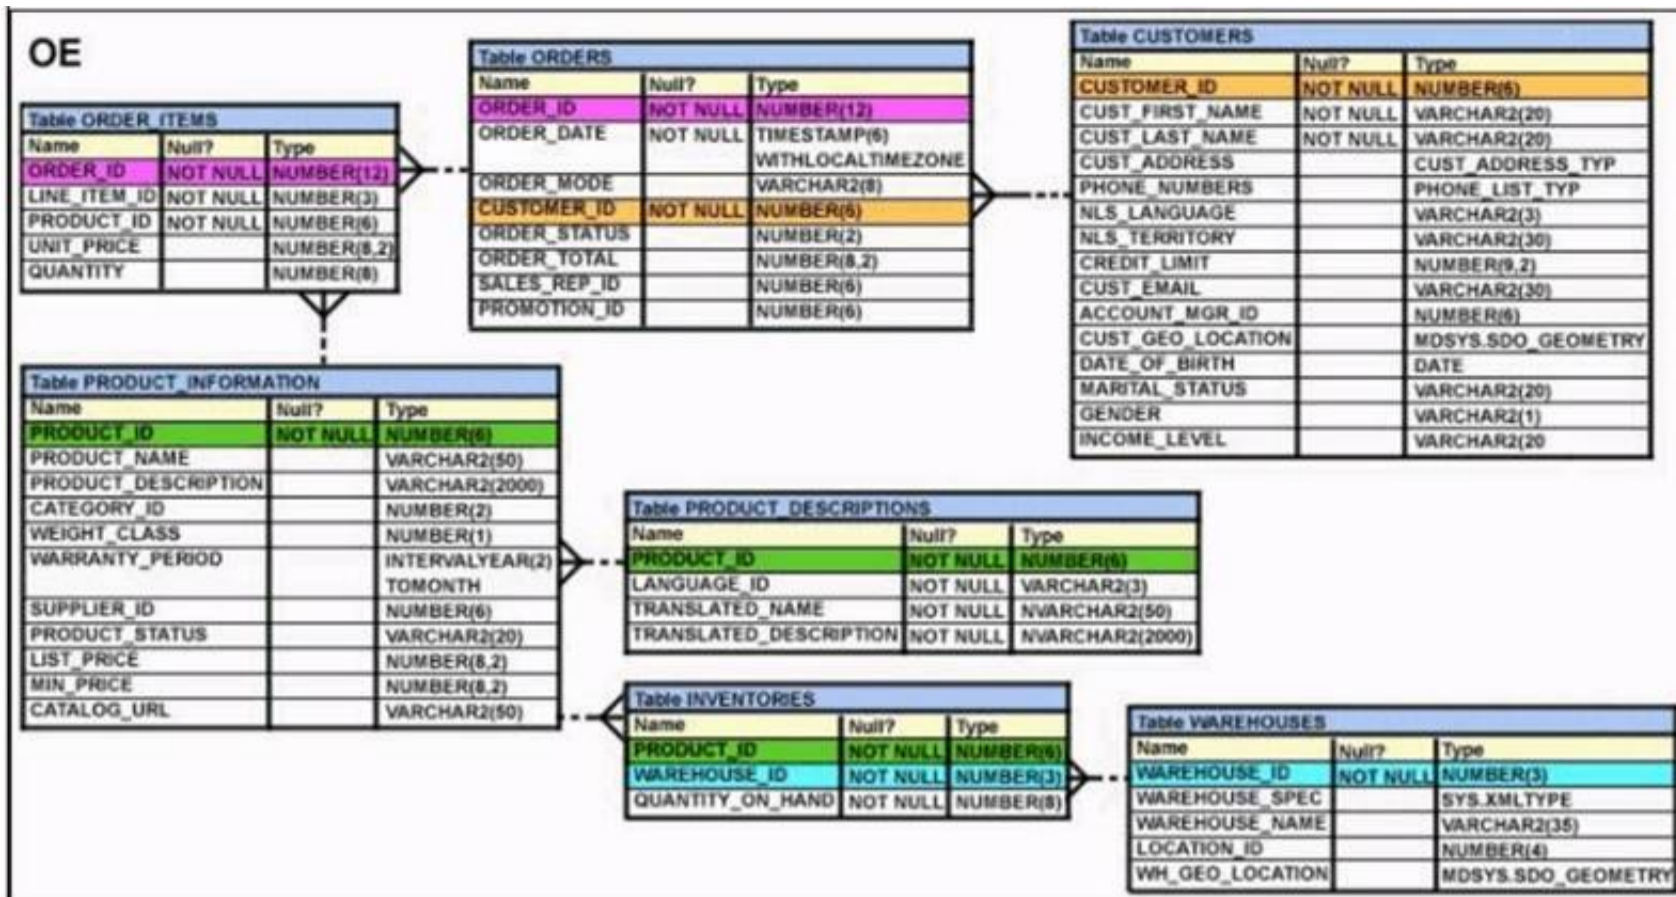 OE
Table ORDER_ITEMS
Name Null? Type
ORDER_ID NOT NULL NUMBER(12)
LINE_ITEM_ID NOT NULL NUMBER(3)
PRODUCT_ID NOT NULL NUMBER(6)
UNIT_PRICE NUMBER(8,2)
QUANTITY NUMBER(8)
Table ORDERS
Name Null? Type
ORDER_ID NOT NULL NUMBER(12)
ORDER_DATE NOT NULL TIMESTAMP(6)
WITHLOCALTIMEZONE
ORDER_MODE VARCHAR2(8)
CUSTOMER_ID NOT NULL NUMBER(6)
ORDER_STATUS NUMBER(2)
ORDER_TOTAL NUMBER(8,2)
SALES_REP_ID NUMBER(6)
PROMOTION_ID NUMBER(6)
Table CUSTOMERS
Name Null? Type
CUSTOMER_ID NOT NULL NUMBER(6)
CUST_FIRST_NAME NOT NULL VARCHAR2(20)
CUST_LAST_NAME NOT NULL VARCHAR2(20)
CUST_ADDRESS CUST_ADDRESS_TYP
PHONE_NUMBERS PHONE_LIST_TYP
NLS_LANGUAGE VARCHAR2(3)
NLS_TERRITORY VARCHAR2(30)
CREDIT_LIMIT NUMBER(9,2)
CUST_EMAIL VARCHAR2(30)
ACCOUNT_MGR_ID NUMBER(6)
CUST_GEO_LOCATION MDSYS.SDO_GEOMETRY
DATE_OF_BIRTH DATE
MARITAL_STATUS VARCHAR2(20)
GENDER VARCHAR2(1)
INCOME_LEVEL VARCHAR2(20
Table PRODUCT_INFORMATION
Name Null? Type
PRODUCT_ID NOT NULL NUMBER(6)
PRODUCT_NAME VARCHAR2(50)
PRODUCT_DESCRIPTION VARCHAR2(2000)
CATEGORY_ID NUMBER(2)
WEIGHT_CLASS NUMBER(1)
WARRANTY_PERIOD INTERVALYEAR(2)
TOMONTH
SUPPLIER_ID NUMBER(6)
PRODUCT_STATUS VARCHAR2(20)
LIST_PRICE NUMBER(8,2)
MIN_PRICE NUMBER(8,2)
CATALOG_URL VARCHAR2(50)
Table PRODUCT_DESCRIPTIONS
Name Null? Type
PRODUCT_ID NOT NULL NUMBER(6)
LANGUAGE_ID NOT NULL VARCHAR2(3)
TRANSLATED_NAME NOT NULL NVARCHAR2(50)
TRANSLATED_DESCRIPTION NOT NULL NVARCHAR2(2000)
Table INVENTORIES
Name Null? Type
PRODUCT_ID NOT NULL NUMBER(6)
WAREHOUSE_ID NOT NULL NUMBER(3)
QUANTITY_ON_HAND NOT NULL NUMBER(8)
Table WAREHOUSES
Name Null? Type
WAREHOUSE_ID NOT NULL NUMBER(3)
WAREHOUSE_SPEC SYS.XMLTYPE
WAREHOUSE_NAME VARCHAR2(35)
LOCATION_ID NUMBER(4)
WH_GEO_LOCATION MDSYS.SDO_GEOMETRY